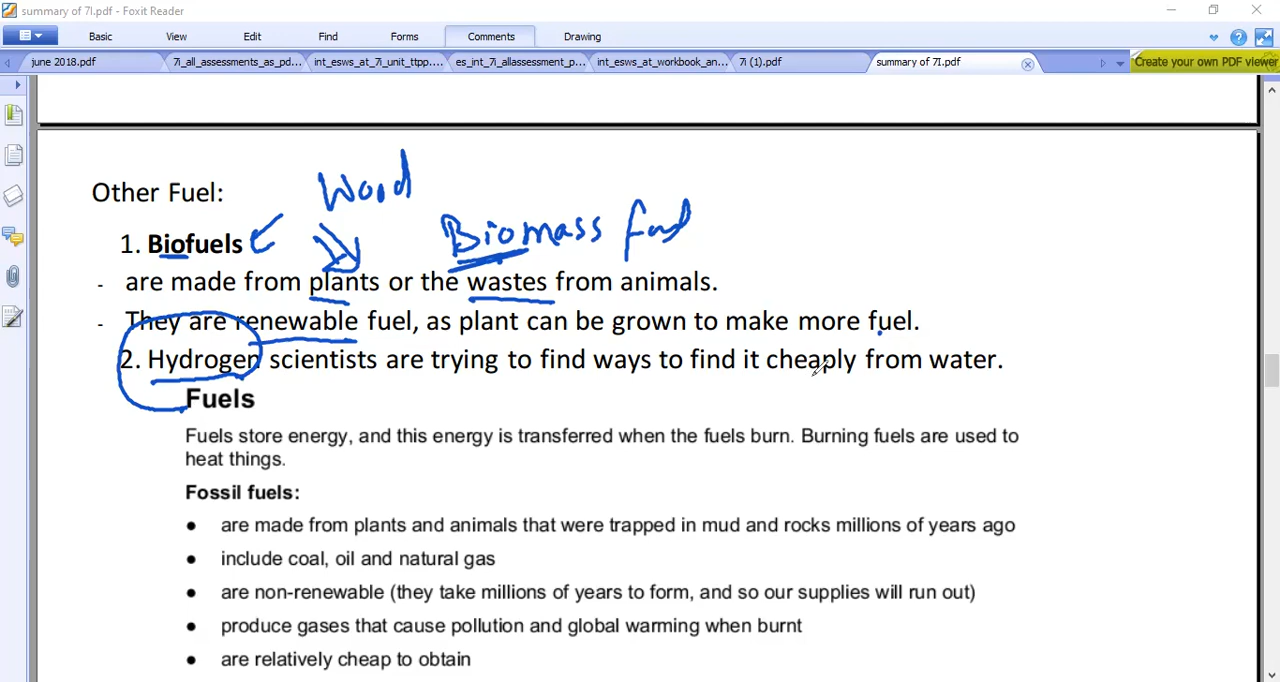 summary of 7I.pdf - Foxit Reader
Basic View Edit Find Forms Comments Drawing
june 2018.pdf 7i_all_assessments_as_pd... int_esws_at_7i_unit_ttpp.... es_int_7i_allassessment_p... int_esws_at_workbook_an... 7i (1).pdf summary of 7I.pdf Create your own PDF viewer
Wood
Other Fuel:
1. Biofuels Biomass fuel
- are made from plants or the wastes from animals.
- They are renewable fuel, as plant can be grown to make more fuel.
2. Hydrogen scientists are trying to find ways to find it cheaply from water.
Fuels
Fuels store energy, and this energy is transferred when the fuels burn. Burning fuels are used to
heat things.
Fossil fuels:
● are made from plants and animals that were trapped in mud and rocks millions of years ago
● include coal, oil and natural gas
● are non-renewable (they take millions of years to form, and so our supplies will run out)
● produce gases that cause pollution and global warming when burnt
● are relatively cheap to obtain